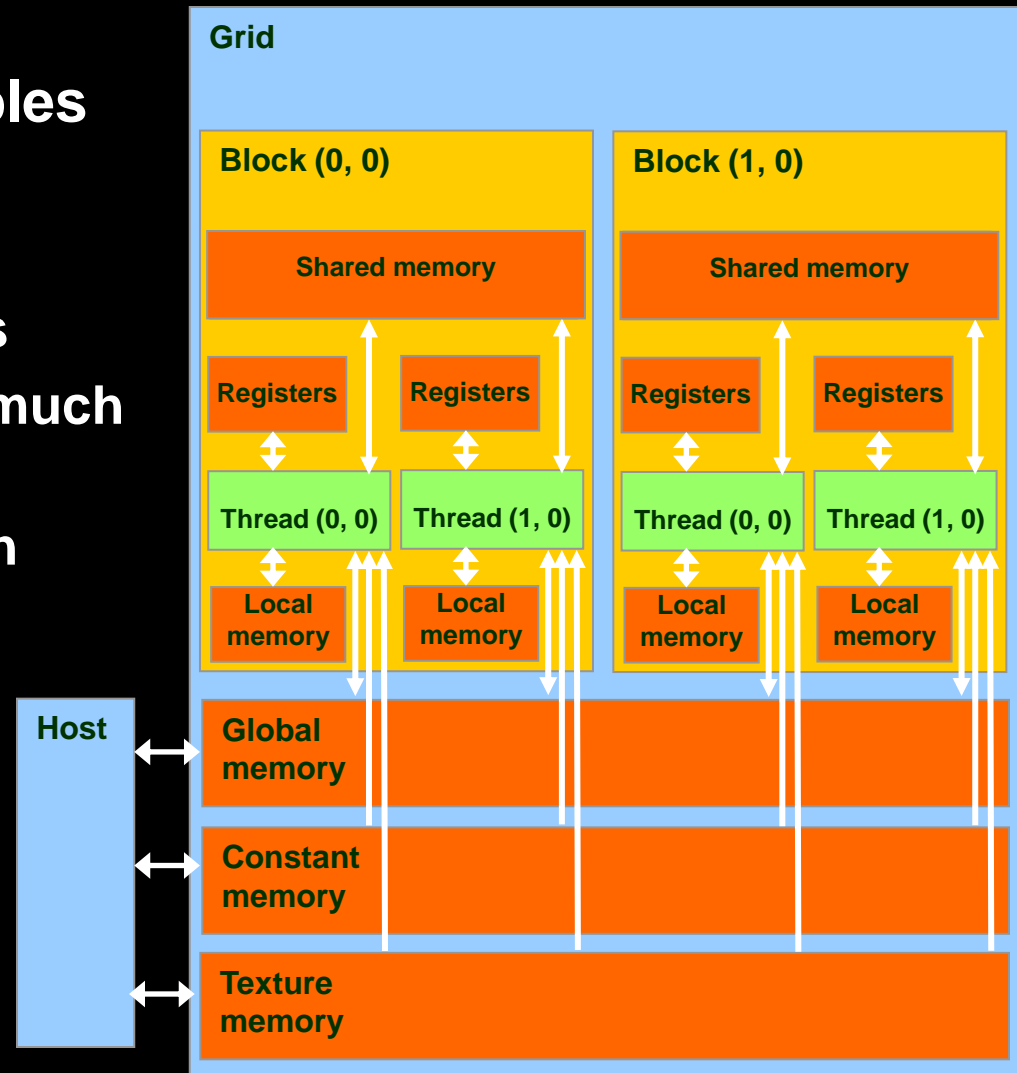 Grid
Block (0, 0)
Shared memory
Registers
Registers
Thread (0, 0)
Thread (1, 0)
Local
memory
Local
memory
Block (1, 0)
Shared memory
Registers
Registers
Thread (0, 0)
Thread (1, 0)
Local
memory
Local
memory
much
Host
Global
memory
Constant
memory
Texture
memory